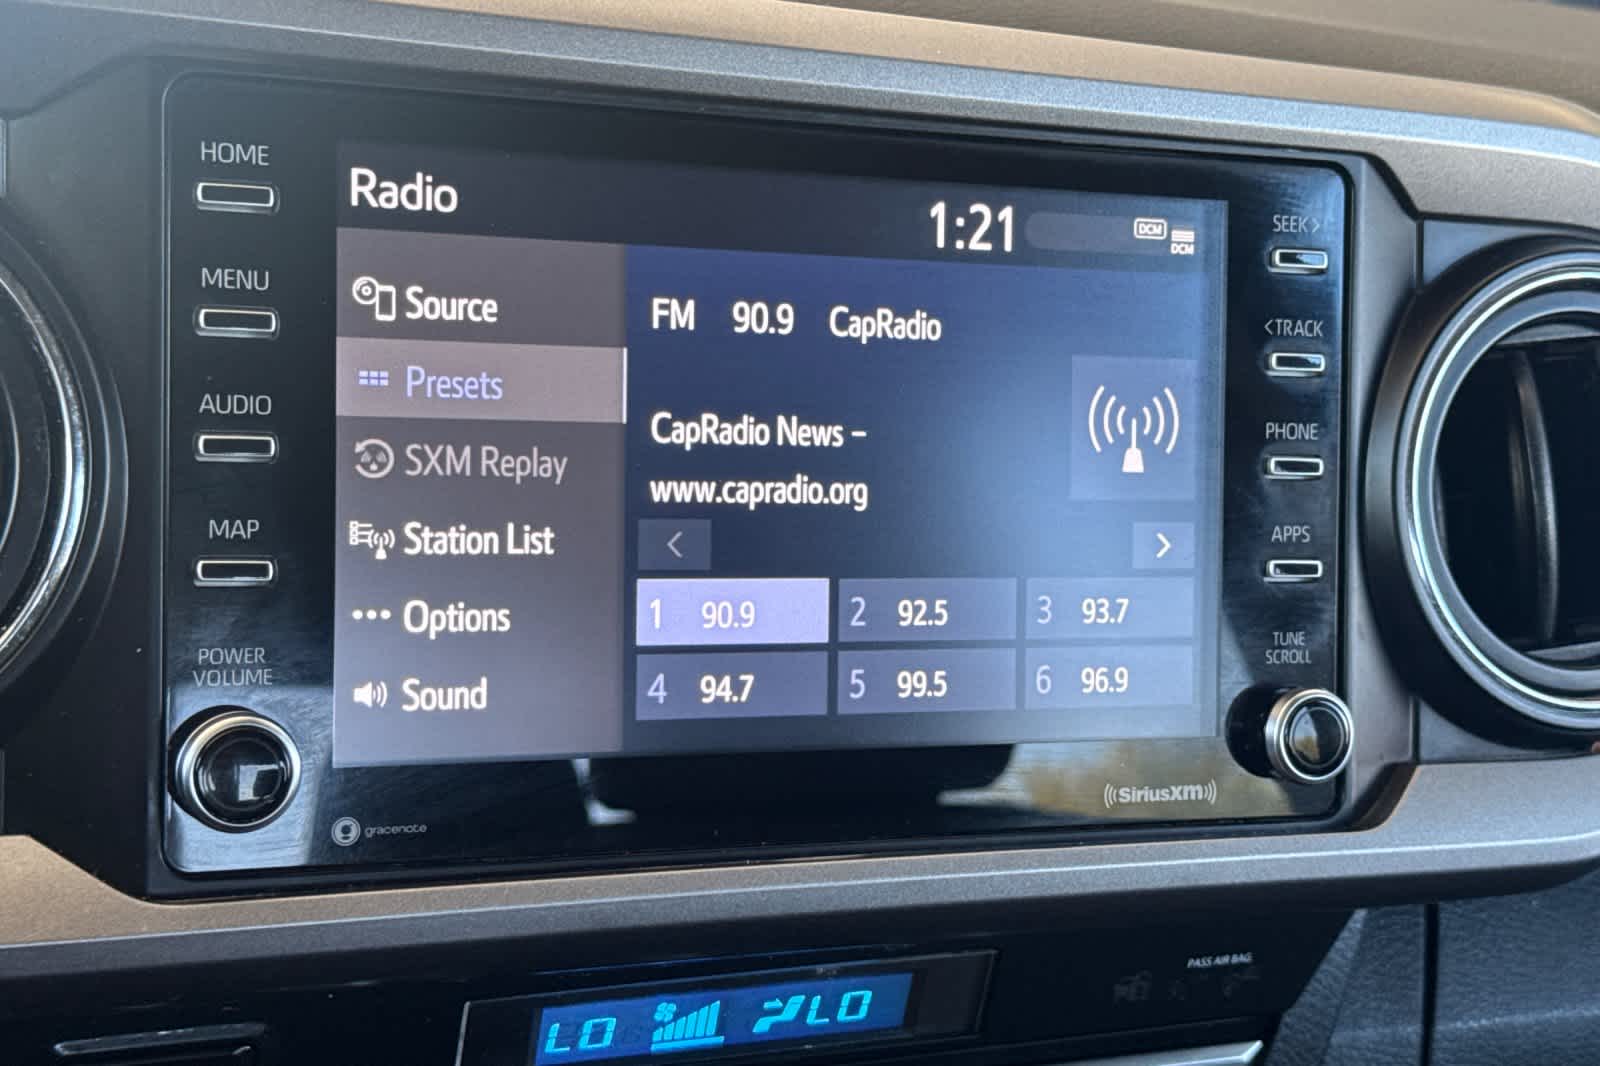 HOME
MENU
AUDIO
MAP
POWER
VOLUME
Radio
1:21
DCM
DCM
Source
Presets
SXM Replay
Station List
Options
Sound
FM 90.9 CapRadio
CapRadio News –
www.capradio.org
<
>
1 90.9
2 92.5
3 93.7
4 94.7
5 99.5
6 96.9
SEEK>
<TRACK
PHONE
APPS
TUNE
SCROLL
gracenote
((SiriusXM))
PASS AIR BAG
LO
LO